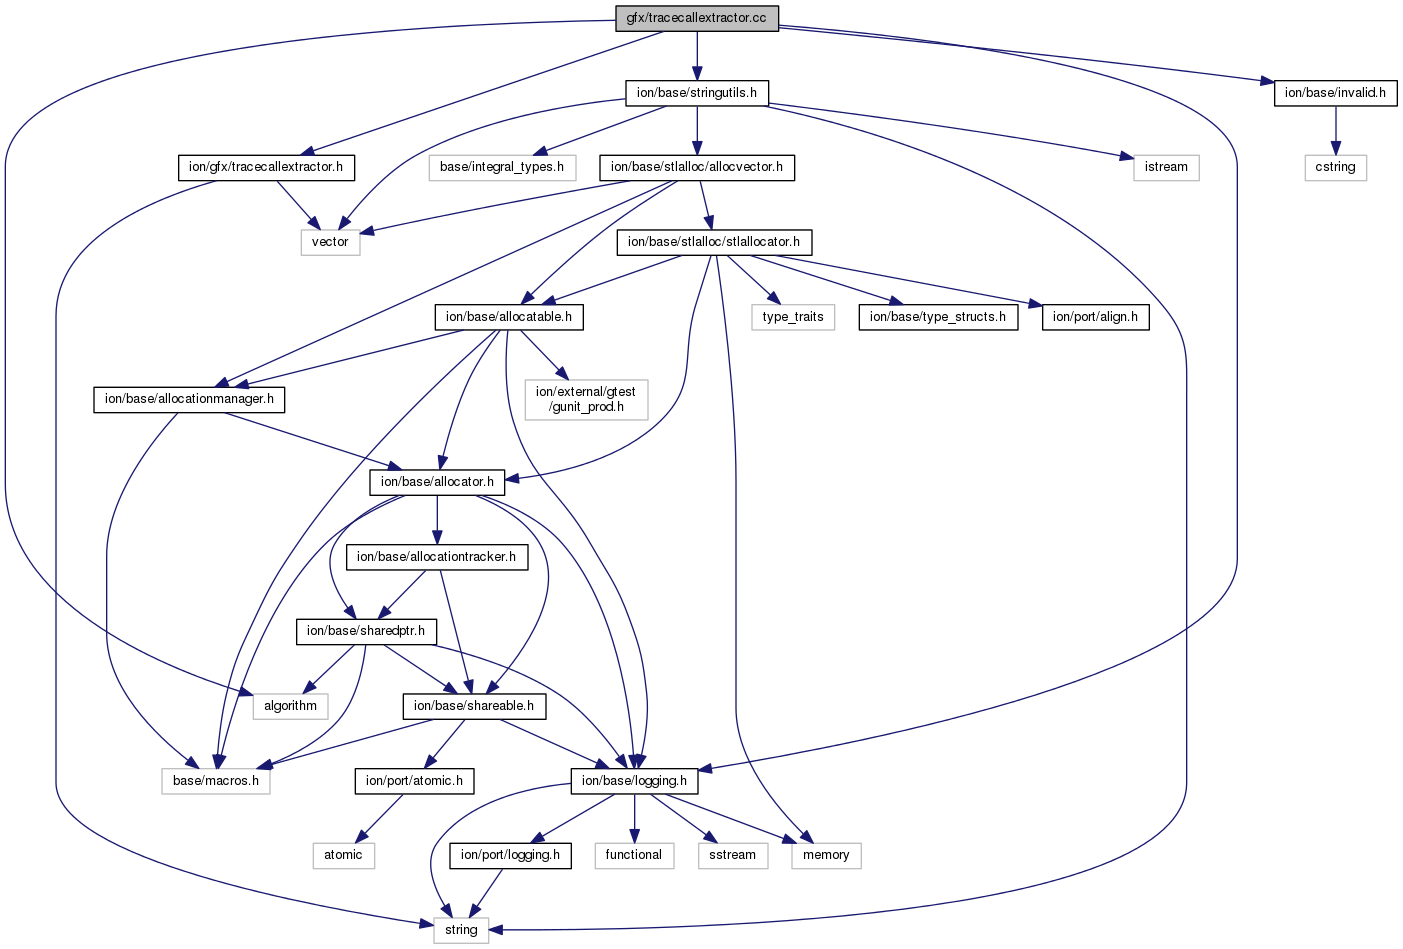 gfx/tracecallextractor.cc
ion/base/stringutils.h
ion/base/invalid.h
ion/gfx/tracecallextractor.h
base/integral_types.h
ion/base/stlalloc/allocvector.h
istream
cstring
vector
ion/base/stlalloc/stlallocator.h
ion/base/allocatable.h
type_traits
ion/base/type_structs.h
ion/port/align.h
ion/base/allocationmanager.h
ion/external/gtest
/gunit_prod.h
ion/base/allocator.h
ion/base/allocationtracker.h
ion/base/sharedptr.h
algorithm
ion/base/shareable.h
base/macros.h
ion/port/atomic.h
ion/base/logging.h
atomic
ion/port/logging.h
functional
sstream
memory
string